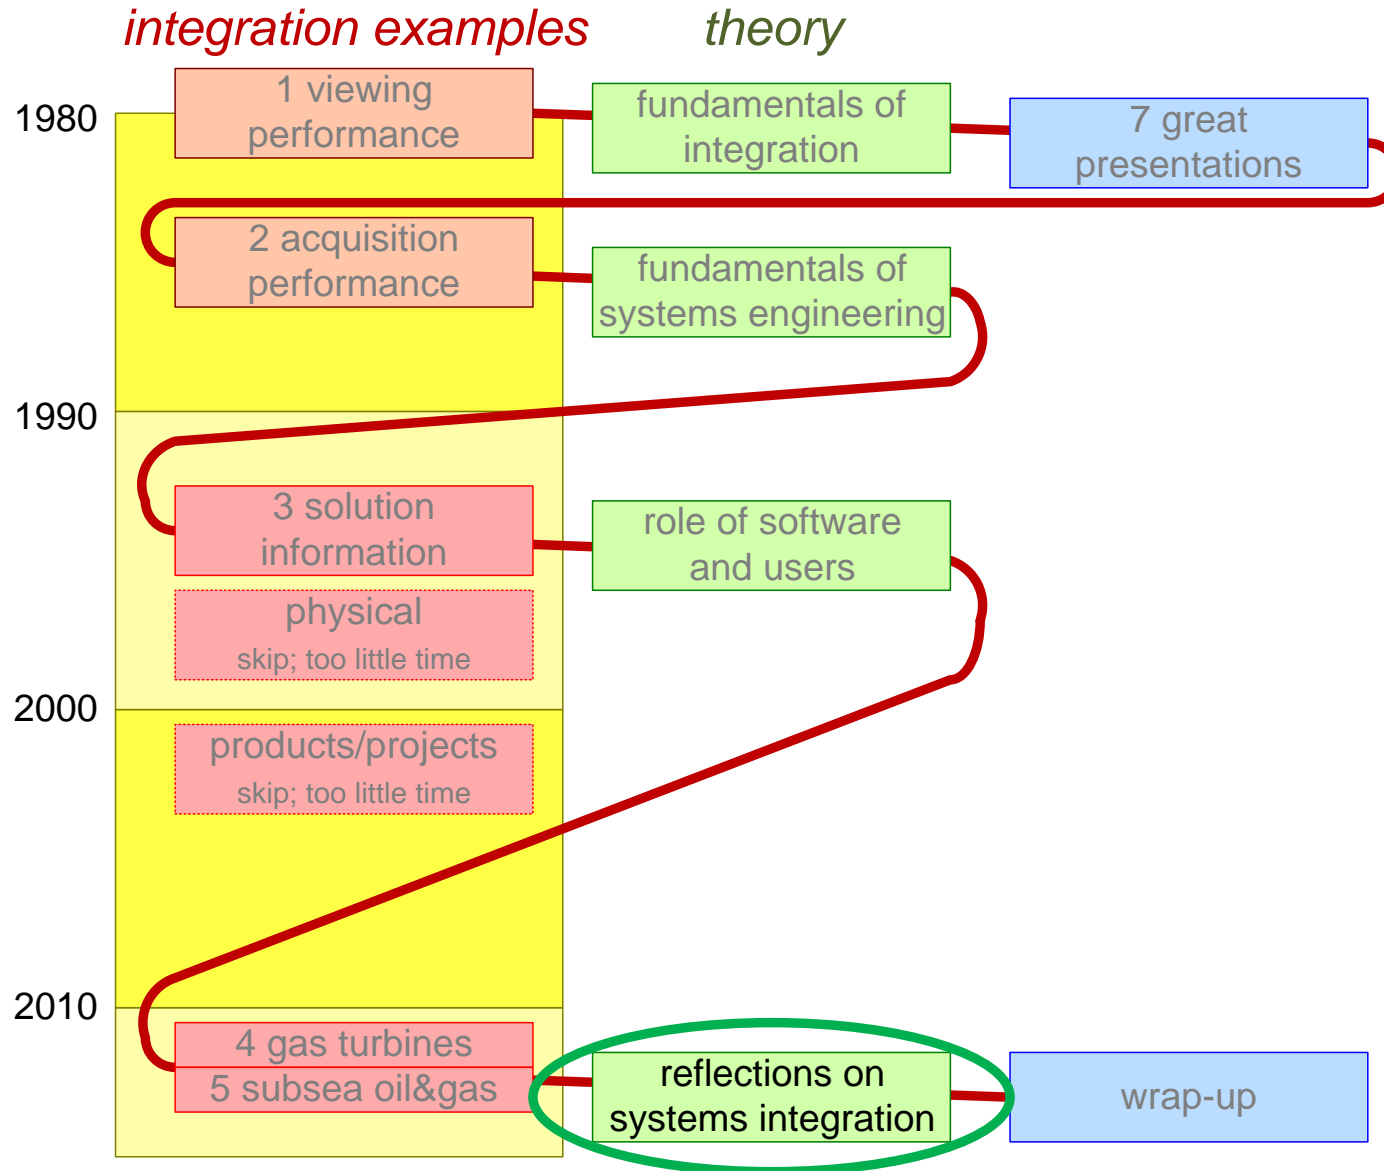 integration examples
theory
1980
1 viewing
performance
fundamentals of
integration
7 great
presentations
2 acquisition
performance
fundamentals of
systems engineering
1990
3 solution
information
role of software
and users
physical
skip; too little time
2000
products/projects
skip; too little time
2010
4 gas turbines
5 subsea oil&gas
reflections on
systems integration
wrap-up